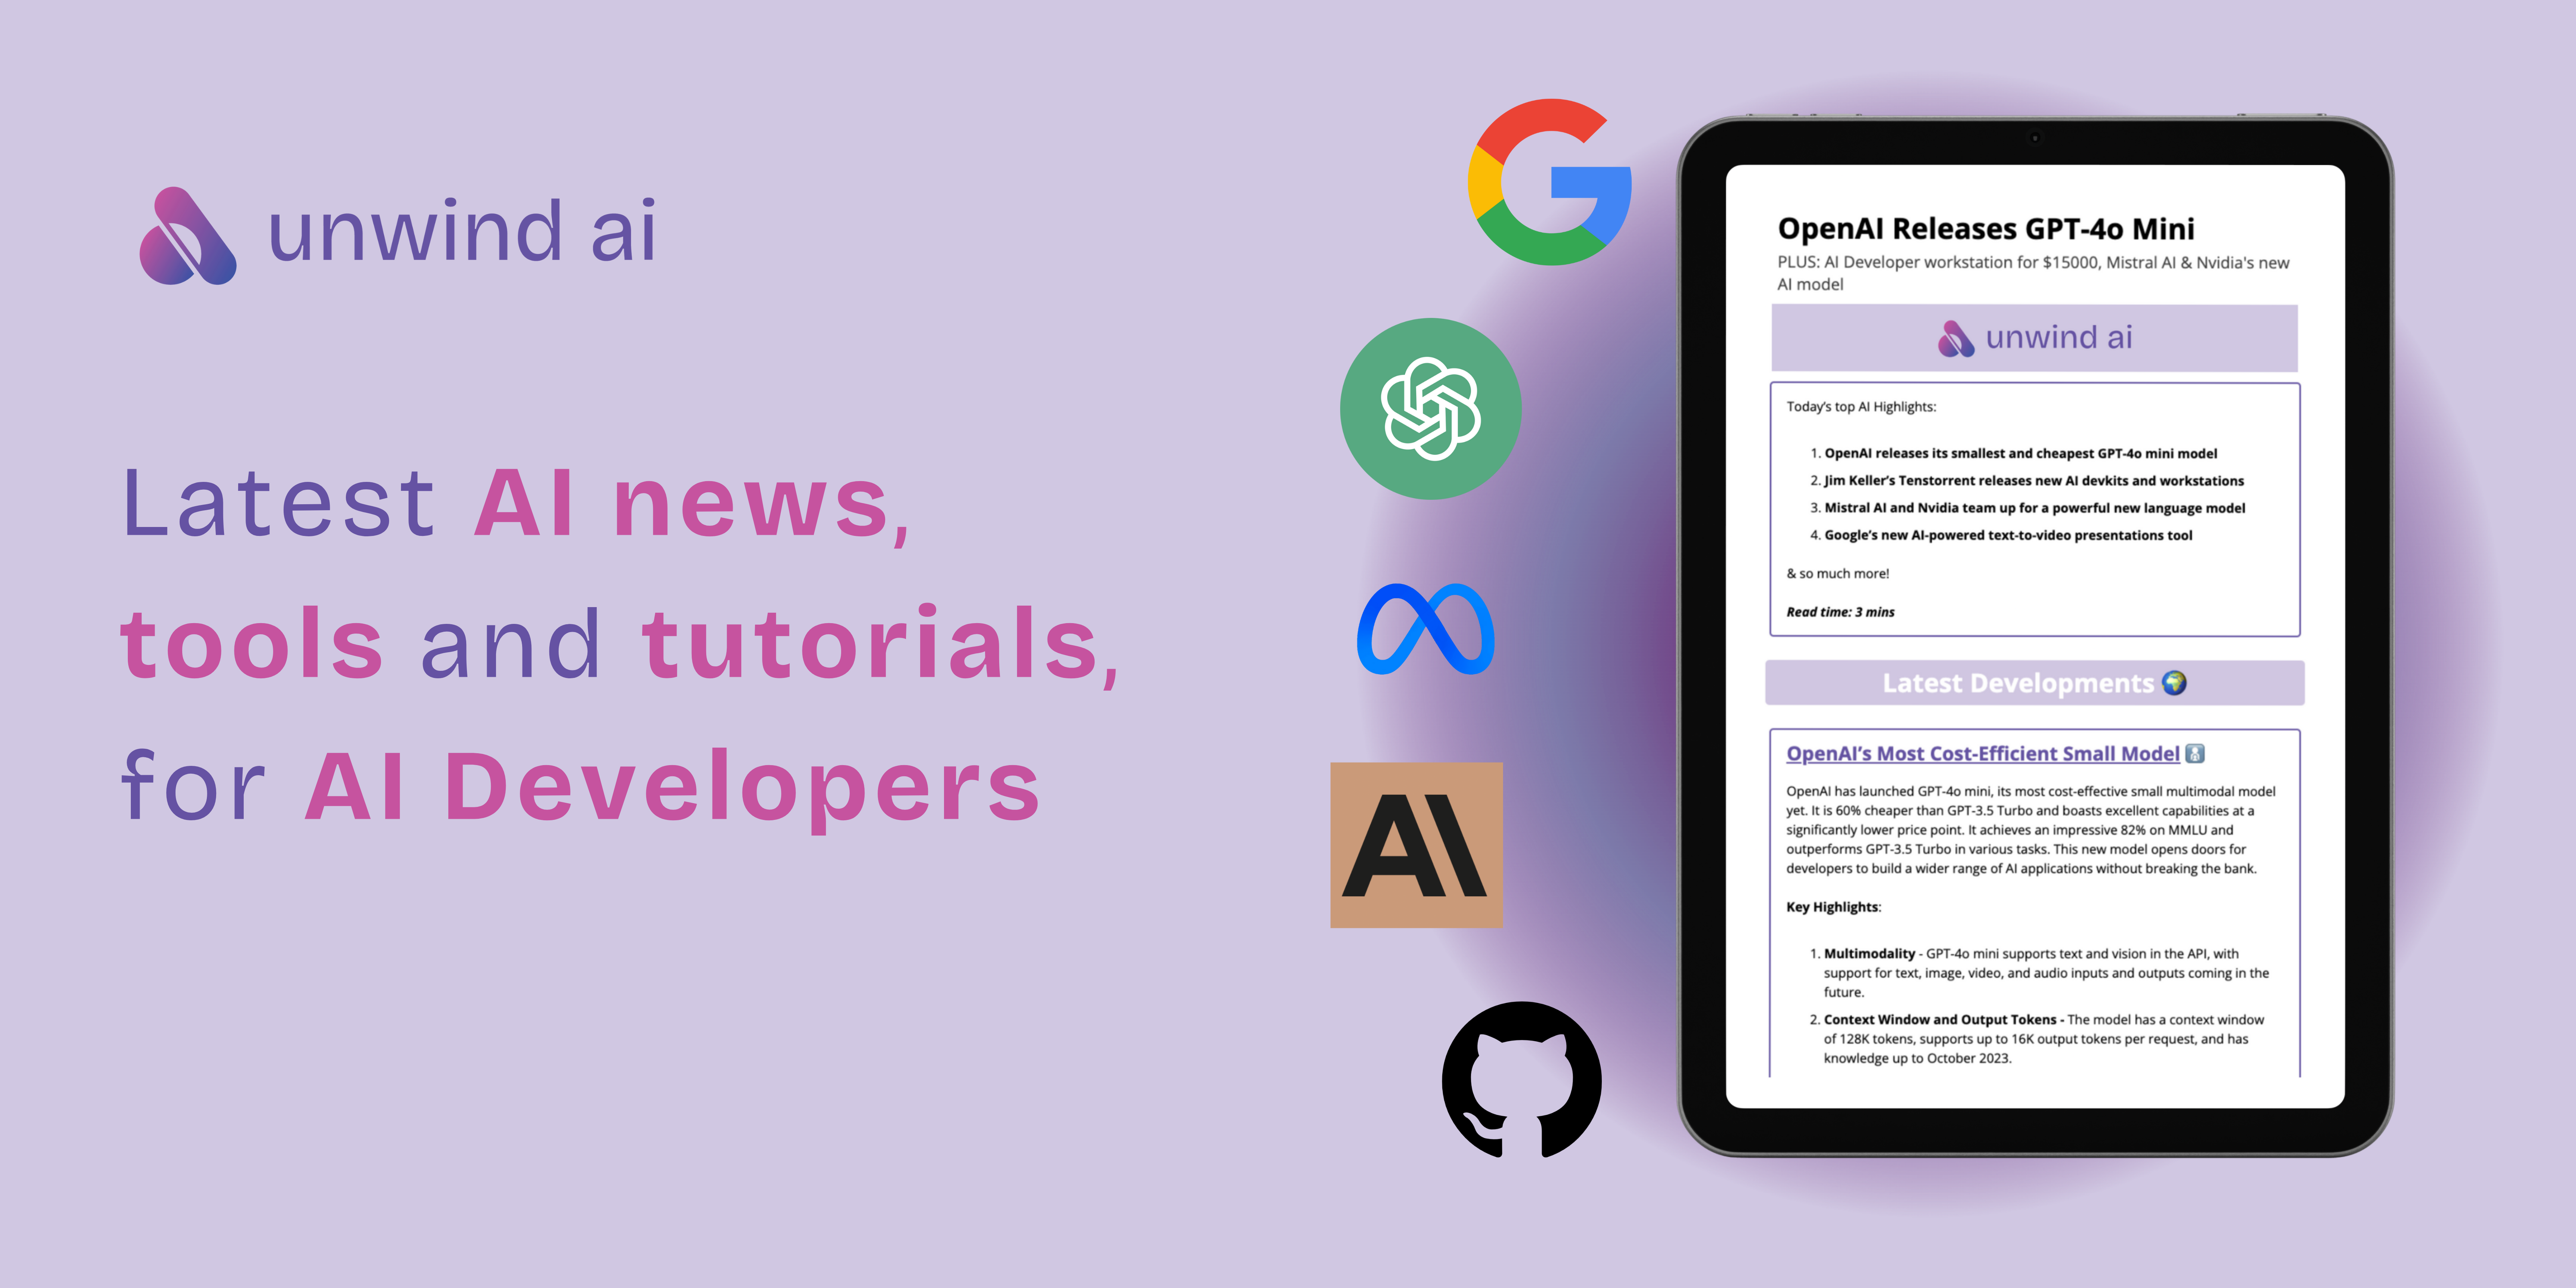 unwind ai
Latest AI news,
tools and tutorials,
for AI Developers
OpenAI Releases GPT-4o Mini
PLUS: AI Developer workstation for $15000, Mistral AI & Nvidia's new
AI model
unwind ai
Today’s top AI Highlights:
1. OpenAI releases its smallest and cheapest GPT-4o mini model
2. Jim Keller’s Tenstorrent releases new AI devkits and workstations
3. Mistral AI and Nvidia team up for a powerful new language model
4. Google’s new AI-powered text-to-video presentations tool
& so much more!
Read time: 3 mins
Latest Developments 🌍
OpenAI’s Most Cost-Efficient Small Model
OpenAI has launched GPT-4o mini, its most cost-effective small multimodal model
yet. It is 60% cheaper than GPT-3.5 Turbo and boasts excellent capabilities at a
significantly lower price point. It achieves an impressive 82% on MMLU and
outperforms GPT-3.5 Turbo in various tasks. This new model opens doors for
developers to build a wider range of AI applications without breaking the bank.
Key Highlights:
1. Multimodality - GPT-4o mini supports text and vision in the API, with
support for text, image, video, and audio inputs and outputs coming in the
future.
2. Context Window and Output Tokens - The model has a context window
of 128K tokens, supports up to 16K output tokens per request, and has
knowledge up to October 2023.